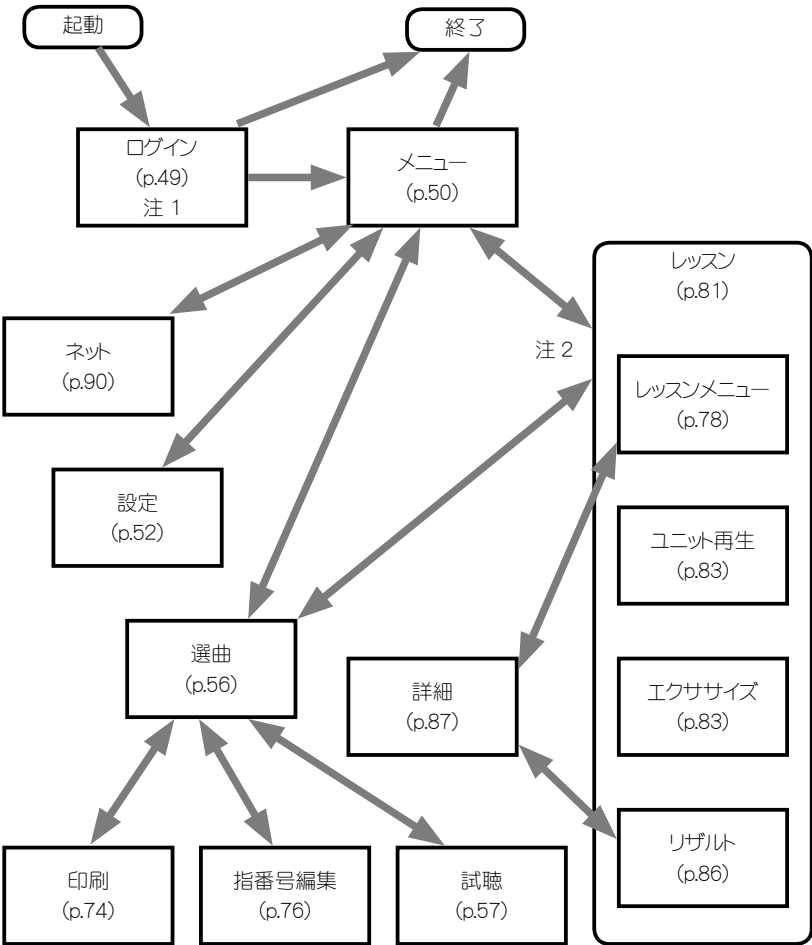 起動
終了
ログイン
(p.49)
注 1
メニュー
(p.50)
レッスン
(p.81)
ネット
(p.90)
注 2
レッスンメニュー
(p.78)
設定
(p.52)
ユニット再生
(p.83)
選曲
(p.56)
詳細
(p.87)
エクササイズ
(p.83)
リザルト
(p.86)
印刷
(p.74)
指番号編集
(p.76)
試聴
(p.57)